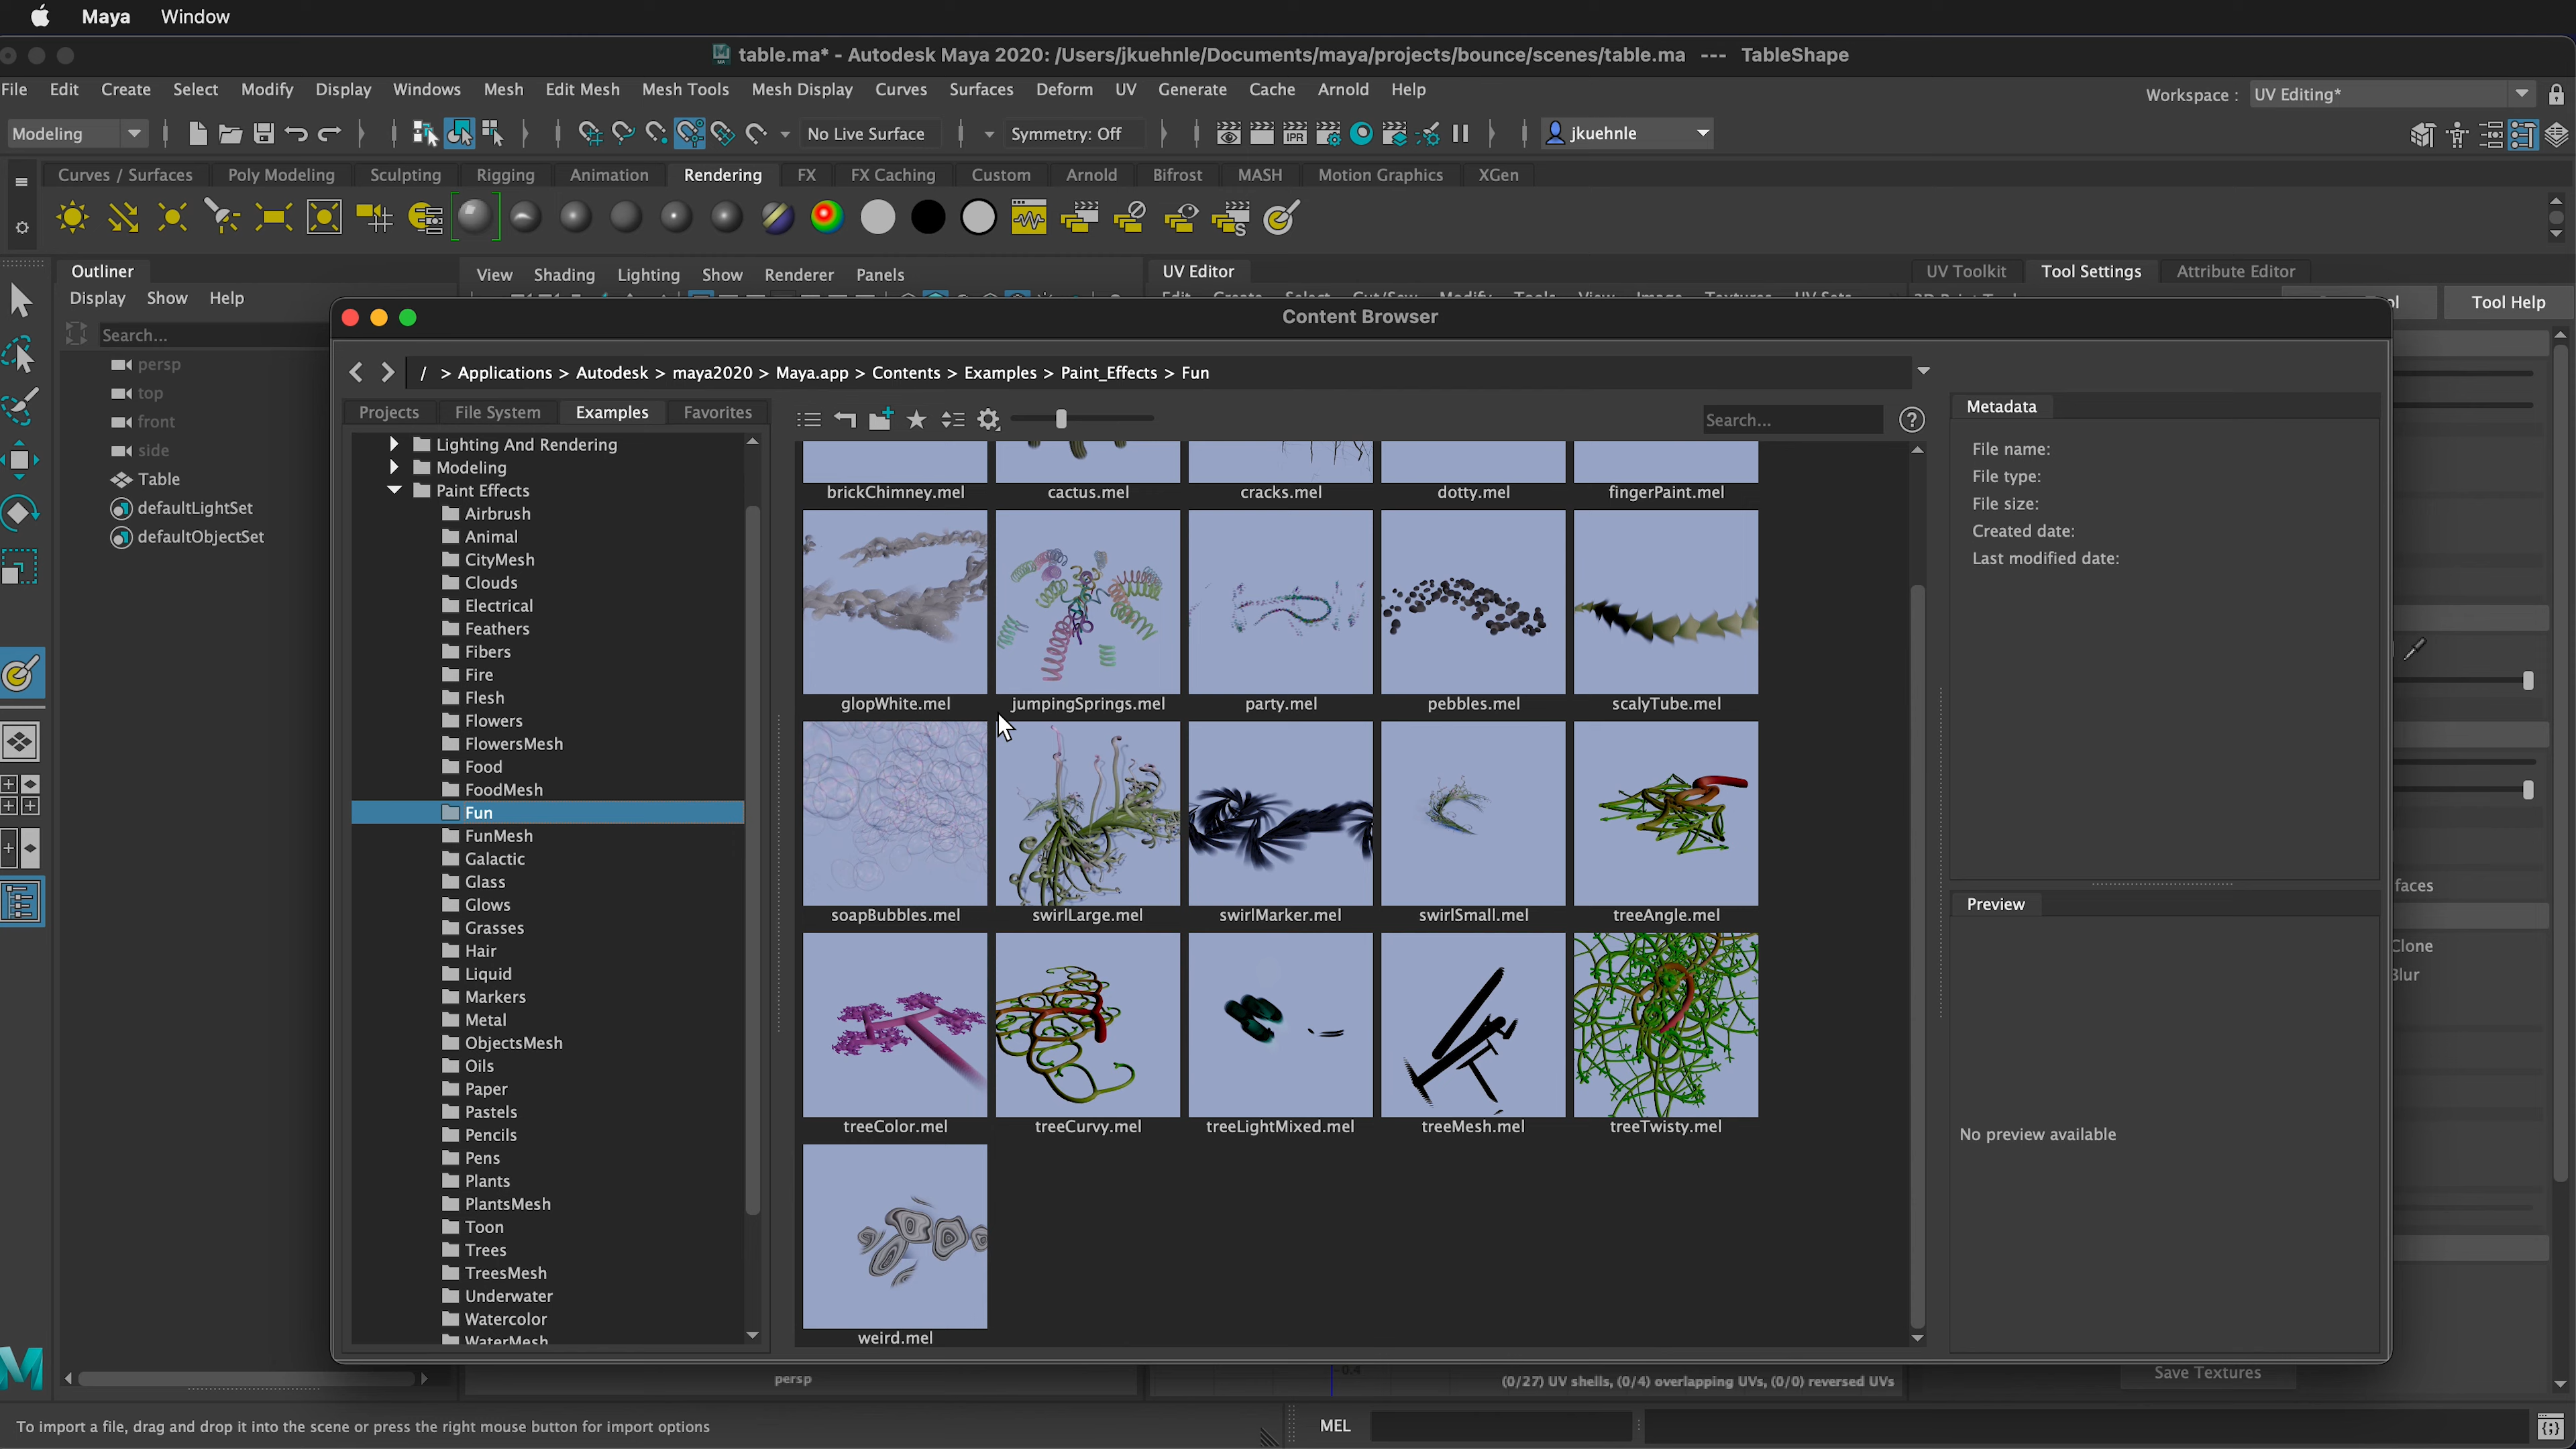 Maya Window
table.ma* - Autodesk Maya 2020: /Users/jkuehnle/Documents/maya/projects/bounce/scenes/table.ma --- TableShape
File Edit Create Select Modify Display Windows Mesh Edit Mesh Mesh Tools Mesh Display Curves Surfaces Deform UV Generate Cache Arnold Help
Workspace : UV Editing*
Modeling No Live Surface Symmetry: Off IPR jkuehnle
Curves / Surfaces Poly Modeling Sculpting Rigging Animation Rendering FX FX Caching Custom Arnold Bifrost MASH Motion Graphics XGen
Outliner
Display Show Help
Search...
persp
top
front
side
Table
defaultLightSet
defaultObjectSet
View Shading Lighting Show Renderer Panels
UV Editor
UV Toolkit Tool Settings Attribute Editor
Tool Help
Content Browser
/ > Applications > Autodesk > maya2020 > Maya.app > Contents > Examples > Paint_Effects > Fun
Projects File System Examples Favorites
Search...
Lighting And Rendering
Modeling
Paint Effects
Airbrush
Animal
CityMesh
Clouds
Electrical
Feathers
Fibers
Fire
Flesh
Flowers
FlowersMesh
Food
FoodMesh
Fun
FunMesh
Galactic
Glass
Glows
Grasses
Hair
Liquid
Markers
Metal
ObjectsMesh
Oils
Paper
Pastels
Pencils
Pens
Plants
PlantsMesh
Toon
Trees
TreesMesh
Underwater
Watercolor
WaterMesh
brickChimney.mel cactus.mel cracks.mel dotty.mel fingerPaint.mel
glopWhite.mel jumpingSprings.mel party.mel pebbles.mel scalyTube.mel
soapBubbles.mel swirlLarge.mel swirlMarker.mel swirlSmall.mel treeAngle.mel
treeColor.mel treeCurvy.mel treeLightMixed.mel treeMesh.mel treeTwisty.mel
weird.mel
Metadata
File name:
File type:
File size:
Created date:
Last modified date:
Preview
No preview available
faces
Clone
Blur
Save Textures
persp
(0/27) UV shells, (0/4) overlapping UVs, (0/0) reversed UVs
To import a file, drag and drop it into the scene or press the right mouse button for import options
MEL